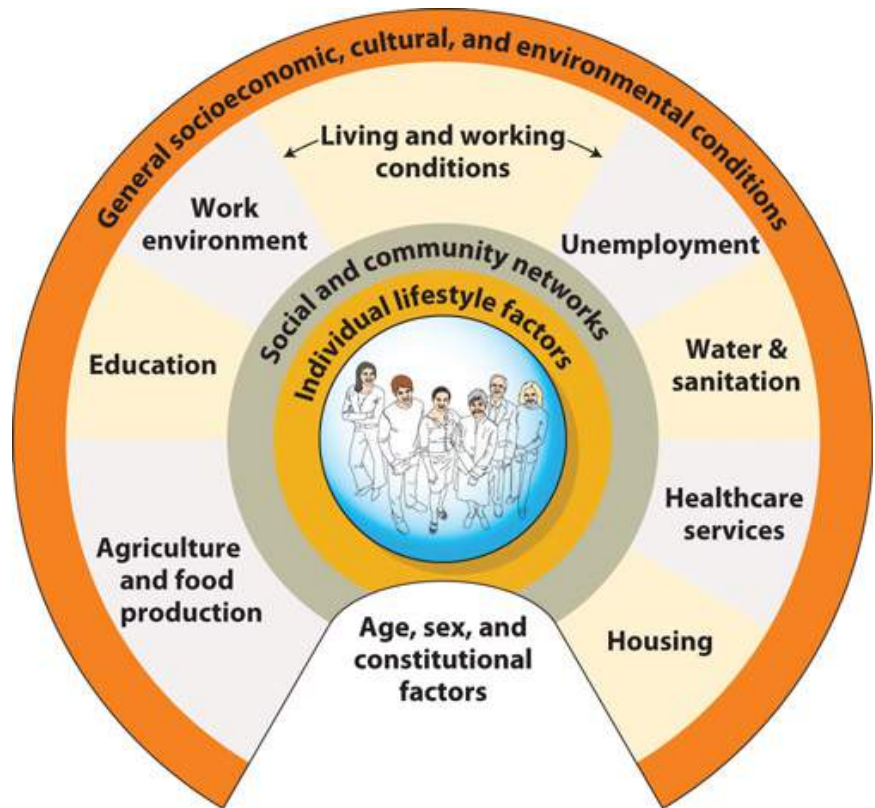 General socioeconomic, cultural, and environmental conditions
Living and working
conditions
Work
environment
Unemployment
Social and community networks
Individual lifestyle factors
Education
Water &
sanitation
Agriculture
and food
production
Healthcare
services
Age, sex, and
constitutional
factors
Housing